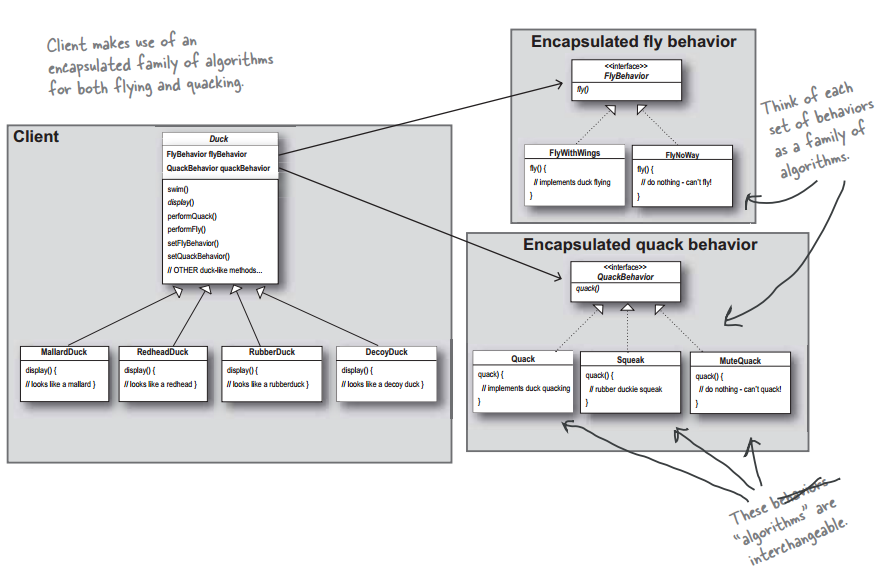 Client makes use of an
encapsulated family of algorithms
for both flying and quacking.
Client
Duck
FlyBehavior flyBehavior
QuackBehavior quackBehavior
swim()
display()
performQuack()
performFly()
setFlyBehavior()
setQuackBehavior()
// OTHER duck-like methods...
MallardDuck
display() {
// looks like a mallard }
RedheadDuck
display() {
// looks like a redhead }
RubberDuck
display() {
// looks like a rubberduck }
DecoyDuck
display() {
// looks like a decoy duck }
Encapsulated fly behavior
<<interface>>
FlyBehavior
fly()
FlyWithWings
fly() {
// implements duck flying
}
FlyNoWay
fly() {
// do nothing - can't fly!
}
Think of each
set of behaviors
as a family of
algorithms.
Encapsulated quack behavior
<<interface>>
QuackBehavior
quack()
Quack
quack) {
// implements duck quacking
}
Squeak
quack() {
// rubber duckie squeak
}
MuteQuack
quack() {
// do nothing - can't quack!
}
These behaviors
"algorithms" are
interchangeable.